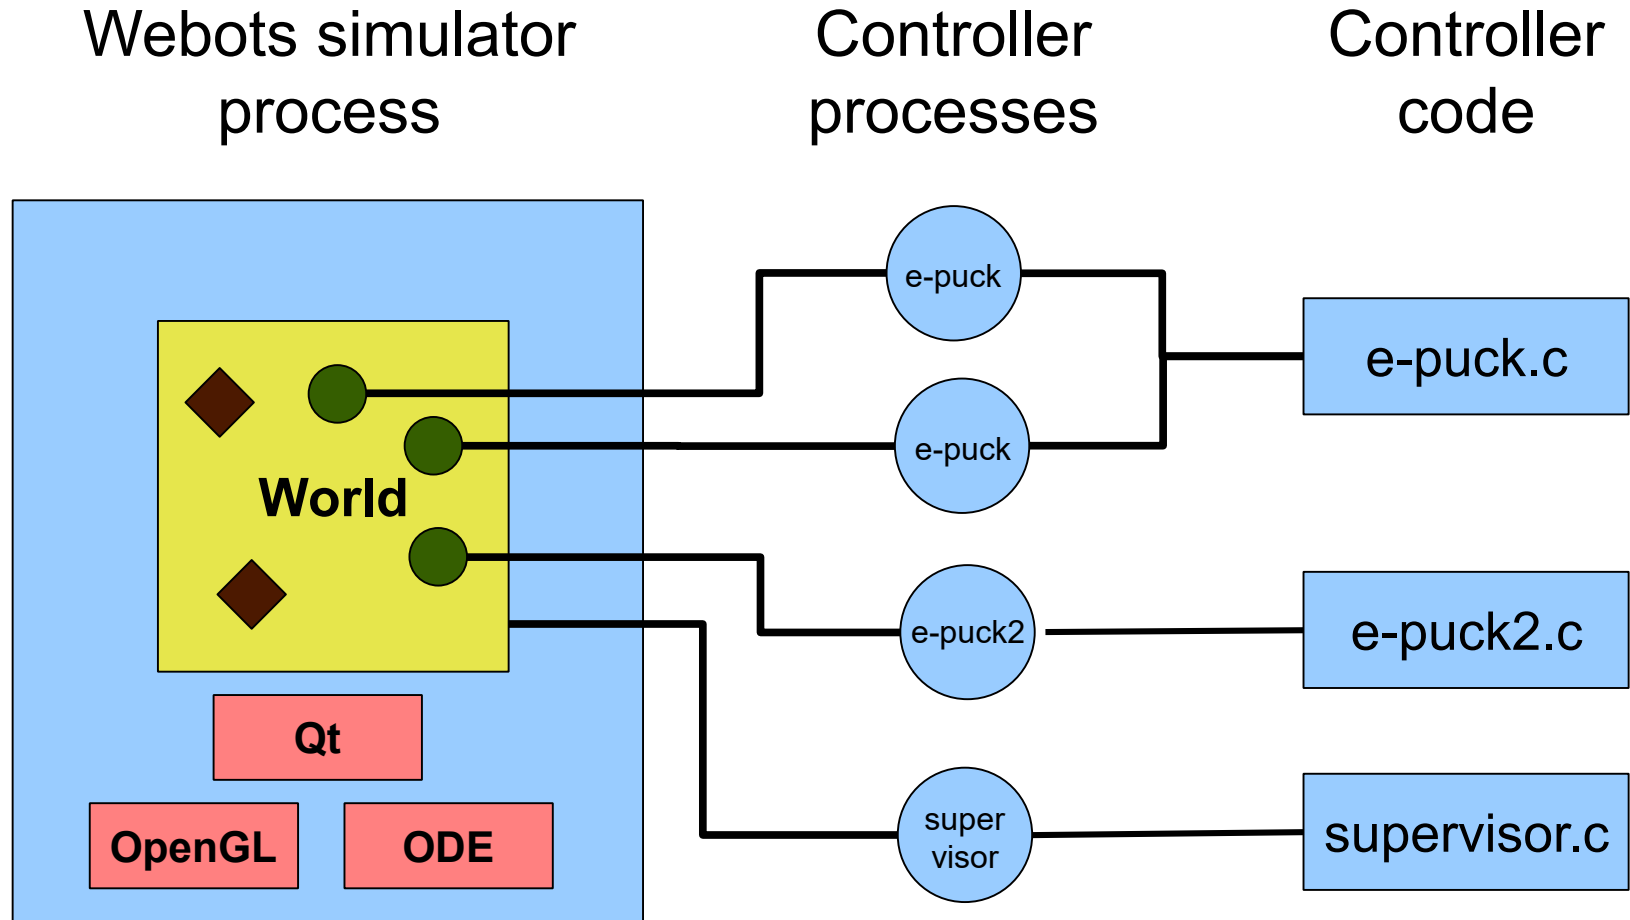 Webots simulator
process
Controller
processes
Controller
code
World
Qt
OpenGL
ODE
e-puck
e-puck
e-puck2
super
visor
e-puck.c
e-puck2.c
supervisor.c